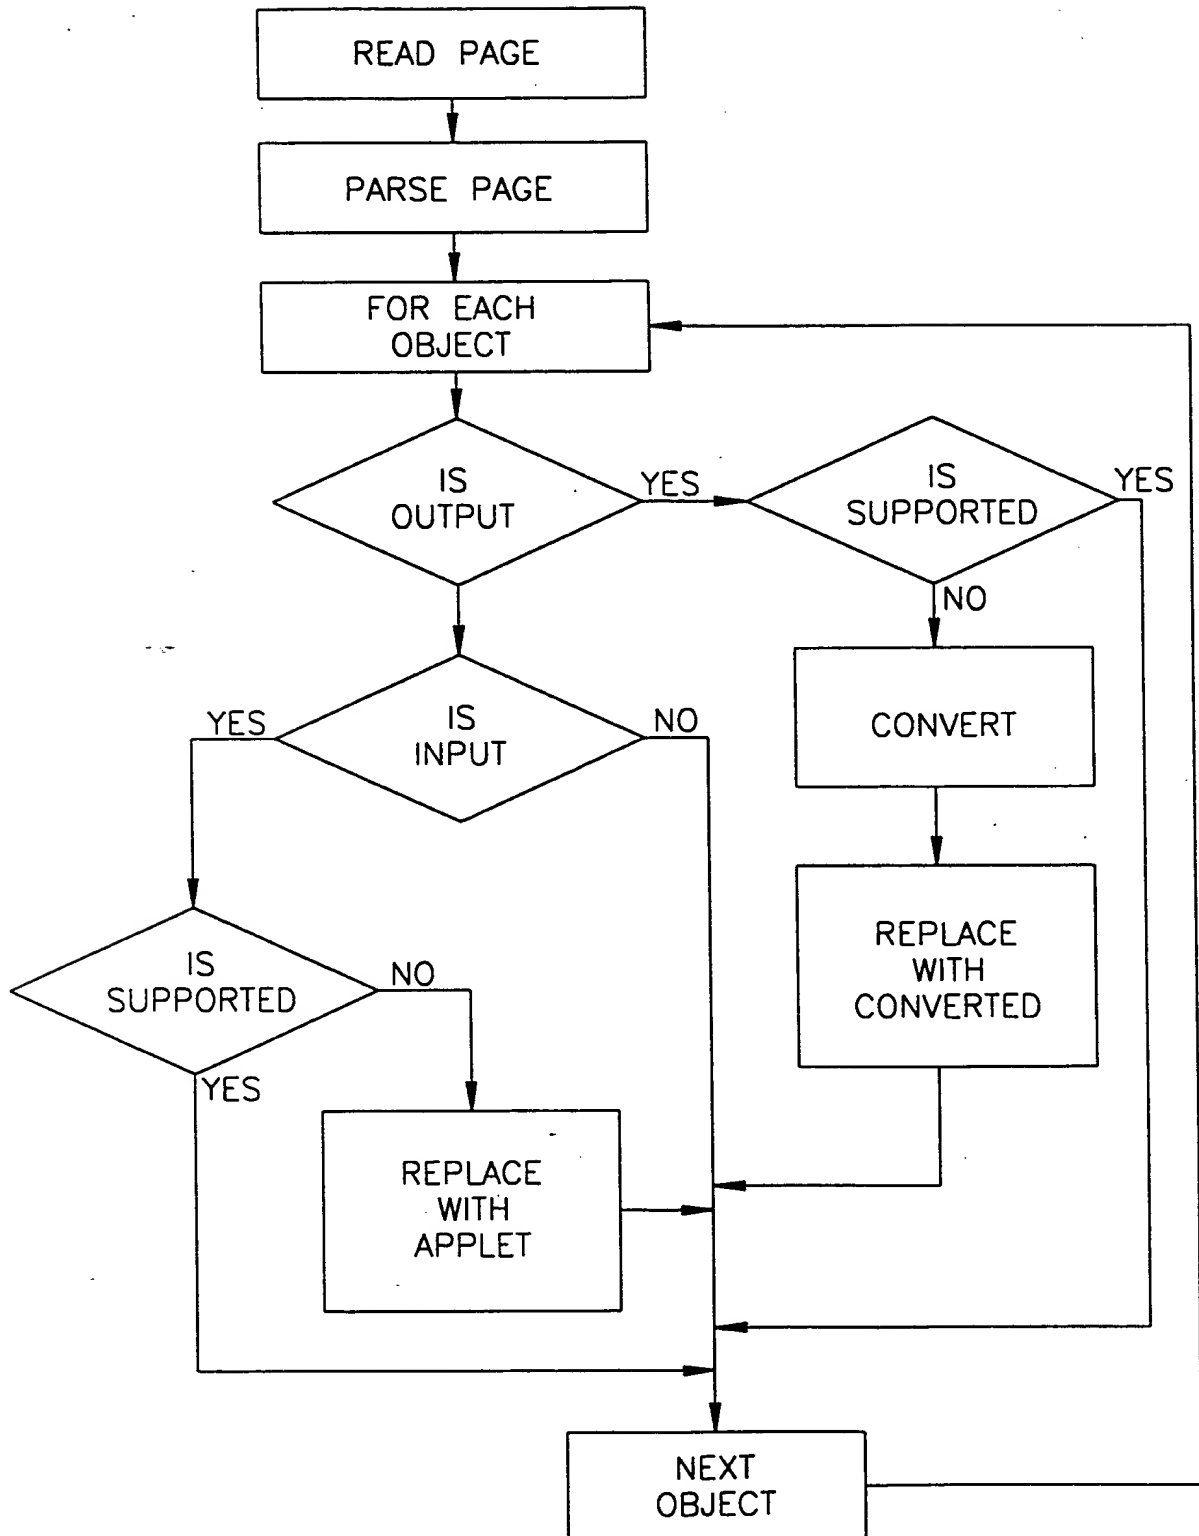 READ PAGE
PARSE PAGE
FOR EACH
OBJECT
IS
OUTPUT
YES
IS
SUPPORTED
YES
NO
IS
INPUT
YES
NO
CONVERT
REPLACE
WITH
CONVERTED
IS
SUPPORTED
NO
YES
REPLACE
WITH
APPLET
NEXT
OBJECT